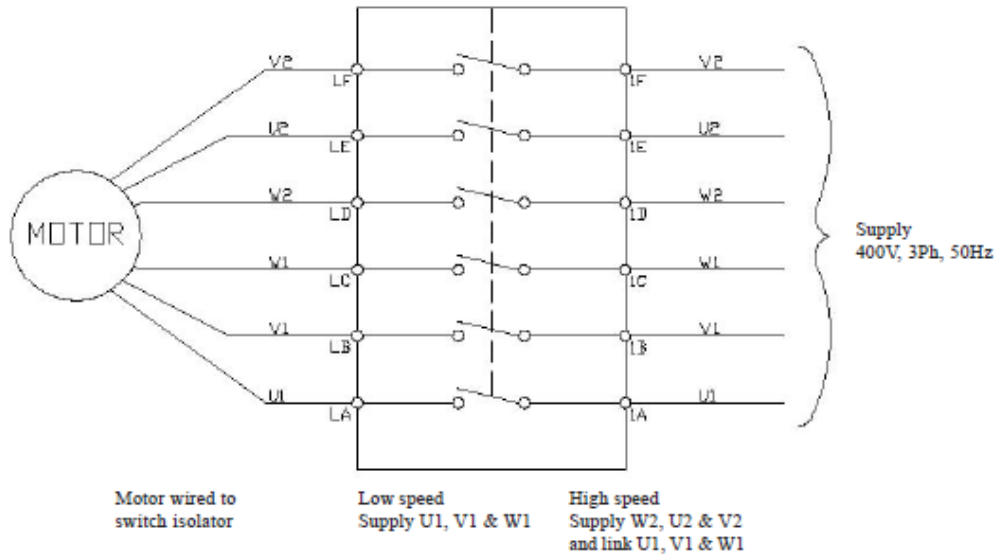 V2 LF 1F V2
U2 LE 1E U2
W2 LD 1D W2
MOTOR
Supply
400V, 3Ph, 50Hz
W1 LC 1C W1
V1 LB 1B V1
U1 LA 1A U1
Motor wired to
switch isolator
Low speed
Supply U1, V1 & W1
High speed
Supply W2, U2 & V2
and link U1, V1 & W1